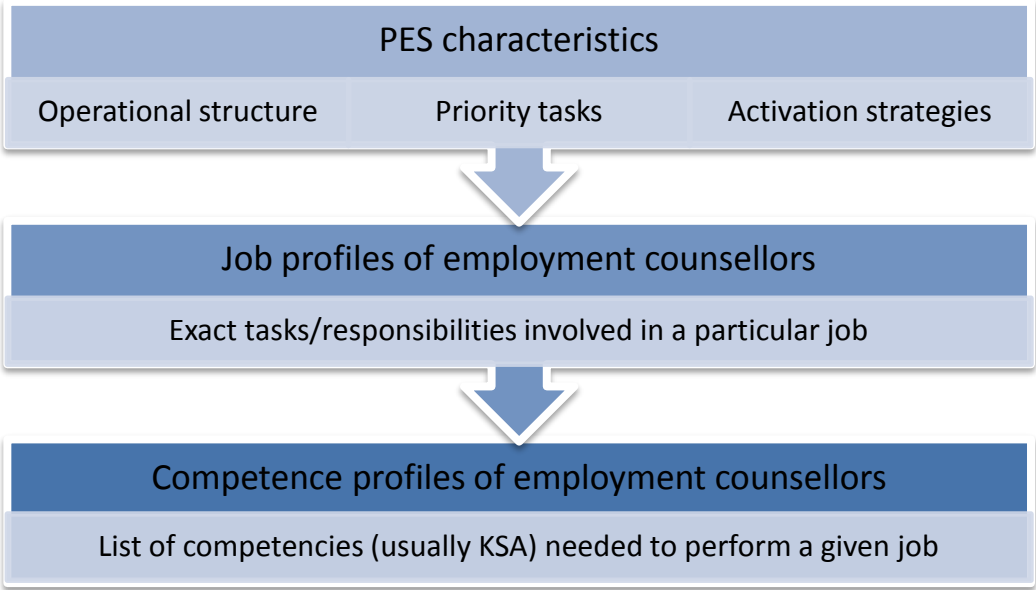 PES characteristics
Operational structure
Priority tasks
Activation strategies
Job profiles of employment counsellors
Exact tasks/responsibilities involved in a particular job
Competence profiles of employment counsellors
List of competencies (usually KSA) needed to perform a given job